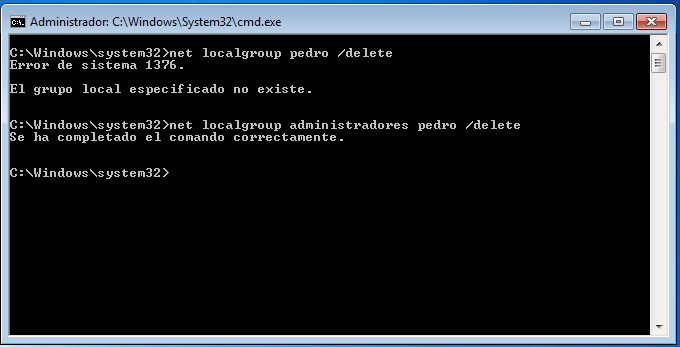 Administrador: C:\Windows\System32\cmd.exe
C:\Windows\system32>net localgroup pedro /delete
Error de sistema 1376.
El grupo local especificado no existe.
C:\Windows\system32>net localgroup administradores pedro /delete
Se ha completado el comando correctamente.
C:\Windows\system32>